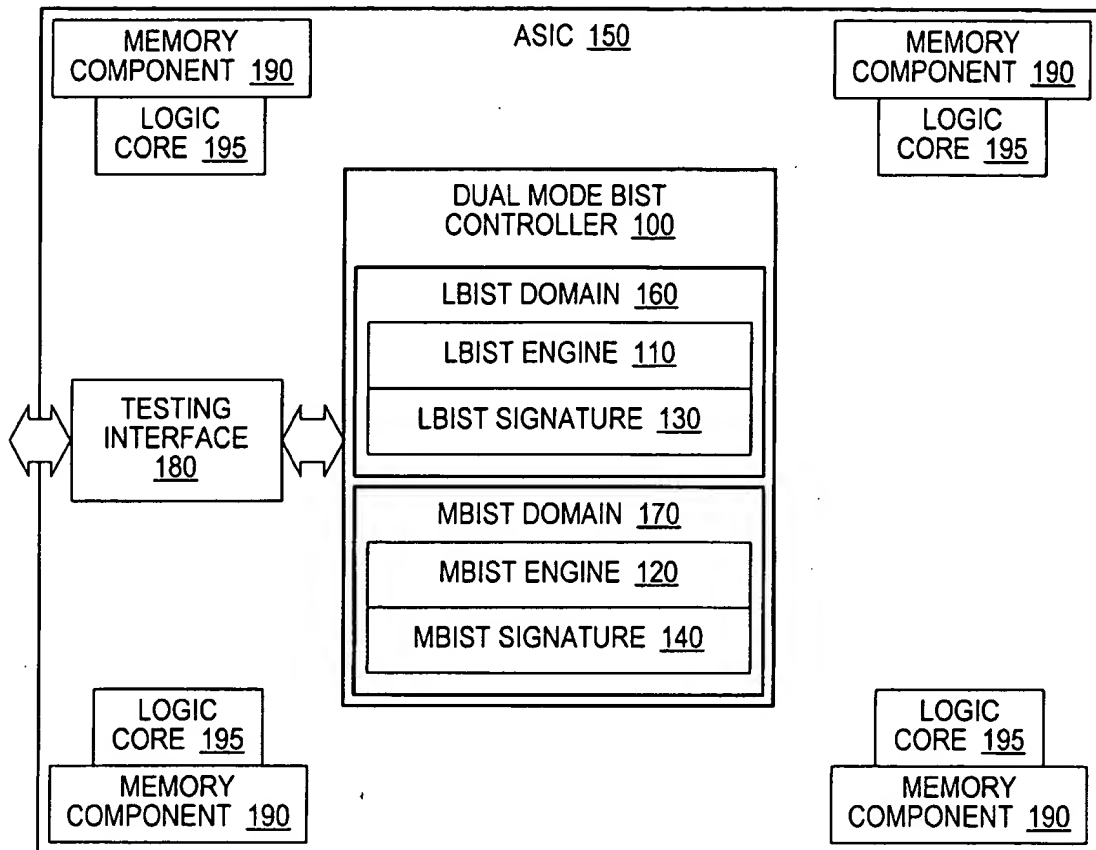 MEMORY
COMPONENT 190
LOGIC
CORE 195
ASIC 150
MEMORY
COMPONENT 190
LOGIC
CORE 195
DUAL MODE BIST
CONTROLLER 100
LBIST DOMAIN 160
LBIST ENGINE 110
LBIST SIGNATURE 130
TESTING
INTERFACE
180
MBIST DOMAIN 170
MBIST ENGINE 120
MBIST SIGNATURE 140
LOGIC
CORE 195
MEMORY
COMPONENT 190
LOGIC
CORE 195
MEMORY
COMPONENT 190